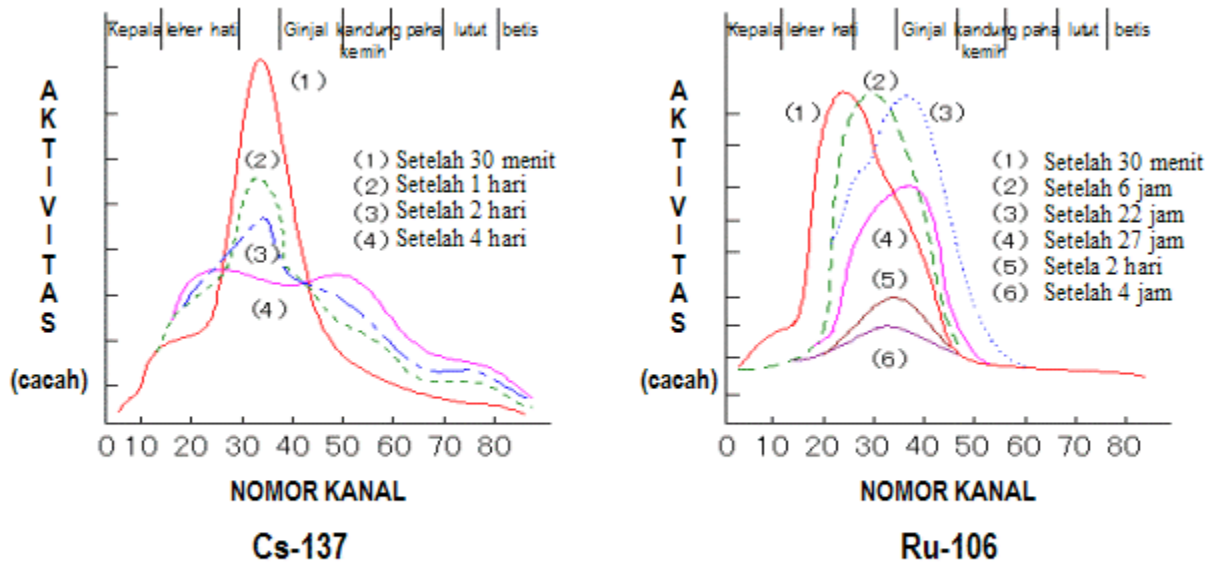 Kepala leher hati Ginjal kandung paha lutut betis
kemih
AKTIVITAS
(cacah)
(1)
(2)
(3)
(4)
(1) Setelah 30 menit
(2) Setelah 1 hari
(3) Setelah 2 hari
(4) Setelah 4 hari
0 10 20 30 40 50 60 70 80
NOMOR KANAL
Cs-137
Kepala leher hati Ginjal kandung paha lutut betis
kemih
AKTIVITAS
(cacah)
(1)
(2)
(3)
(4)
(5)
(6)
(1) Setelah 30 menit
(2) Setelah 6 jam
(3) Setelah 22 jam
(4) Setelah 27 jam
(5) Setela 2 hari
(6) Setelah 4 jam
0 10 20 30 40 50 60 70 80
NOMOR KANAL
Ru-106